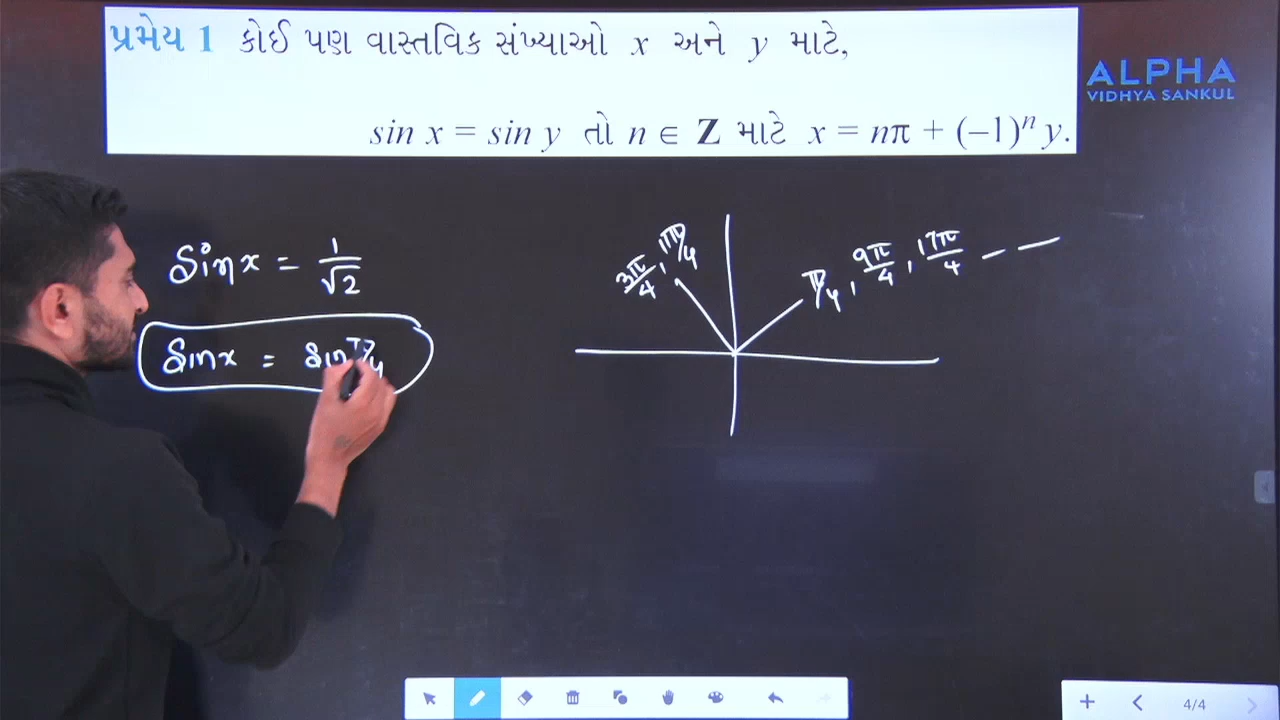 પ્રમેય 1 કોઈ પણ વાસ્તવિક સંખ્યાઓ x અને y માટે,
sin x = sin y તો n ∈ Z માટે x = nπ + (–1)ⁿ y.
ALPHA
VIDHYA SANKUL
Sin x = 1/√2
Sin x = Sin π/4
3π/4, 11π/4
π/4, 9π/4, 17π/4 – –
4/4